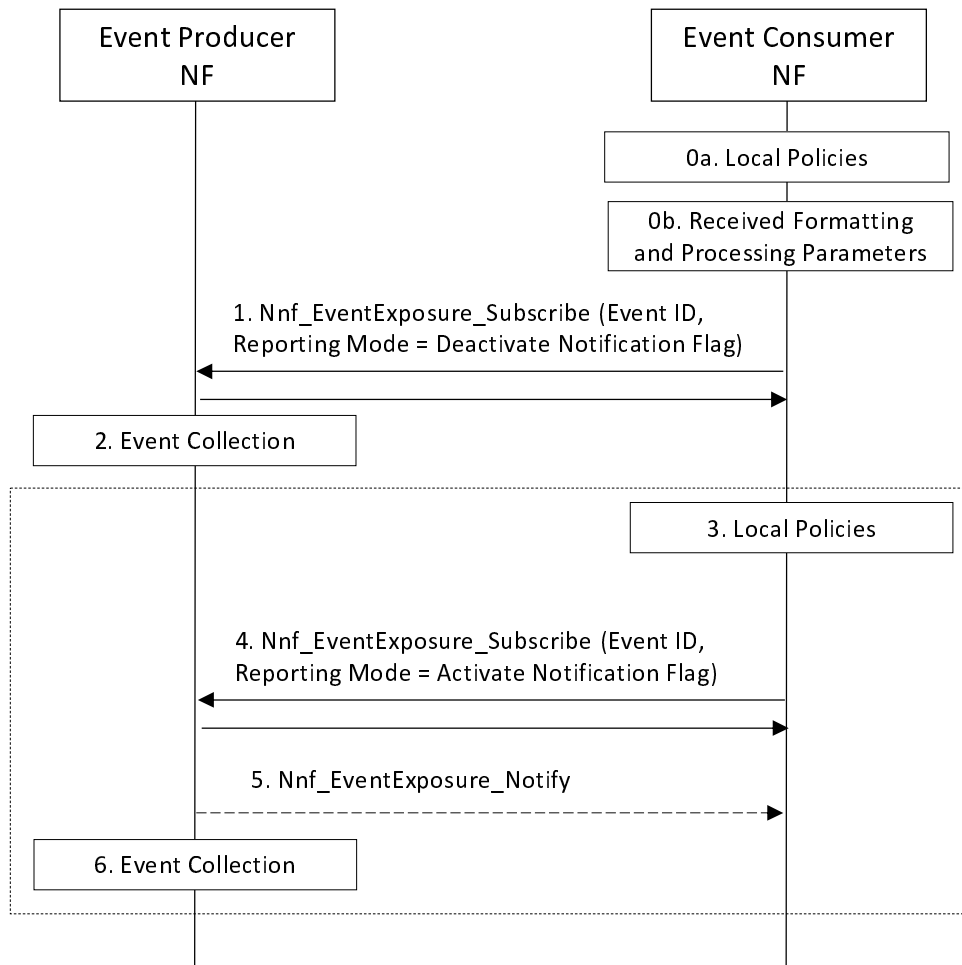 Event Producer
NF
Event Consumer
NF
0a. Local Policies
0b. Received Formatting
and Processing Parameters
1. Nnf_EventExposure_Subscribe (Event ID,
Reporting Mode = Deactivate Notification Flag)
2. Event Collection
3. Local Policies
4. Nnf_EventExposure_Subscribe (Event ID,
Reporting Mode = Activate Notification Flag)
5. Nnf_EventExposure_Notify
6. Event Collection